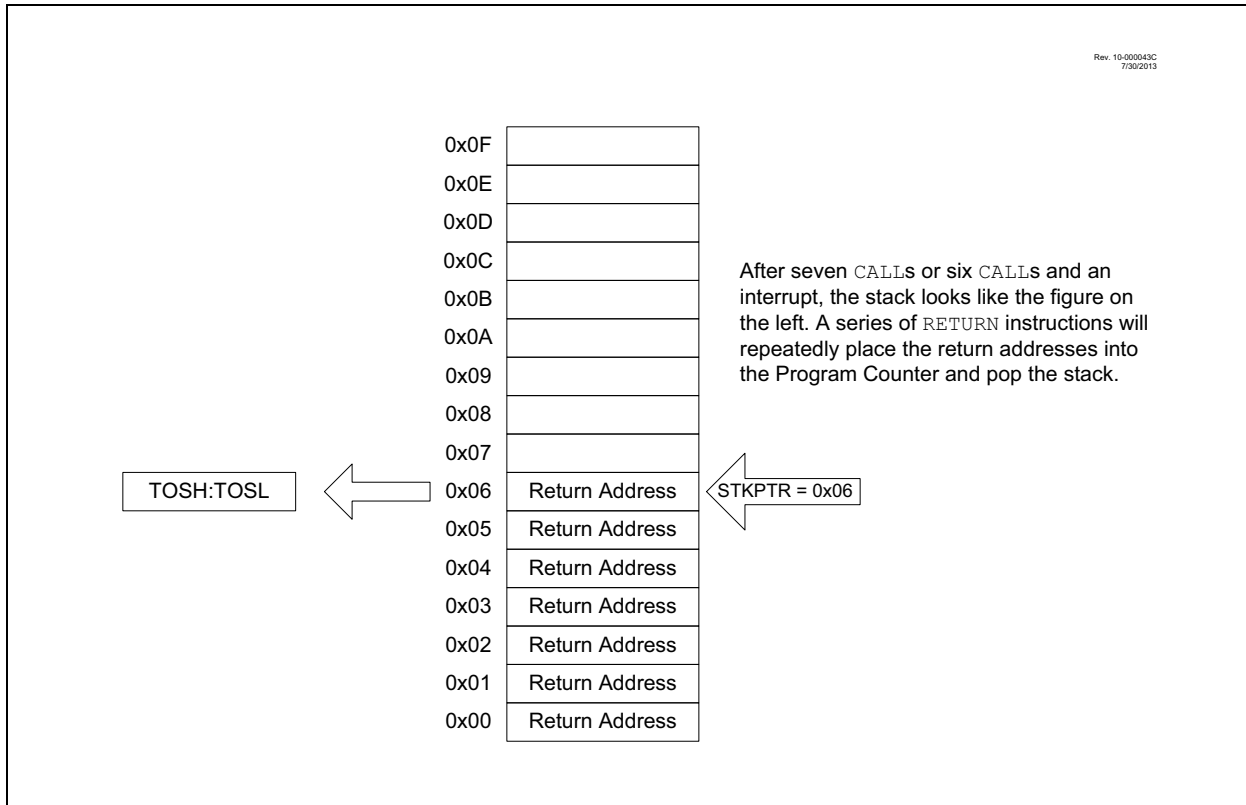 Rev. 10-000043C
7/30/2013
0x0F
0x0E
0x0D
0x0C
0x0B
0x0A
0x09
0x08
0x07
TOSH:TOSL
0x06 Return Address
STKPTR = 0x06
0x05 Return Address
0x04 Return Address
0x03 Return Address
0x02 Return Address
0x01 Return Address
0x00 Return Address
After seven CALLs or six CALLs and an
interrupt, the stack looks like the figure on
the left. A series of RETURN instructions will
repeatedly place the return addresses into
the Program Counter and pop the stack.